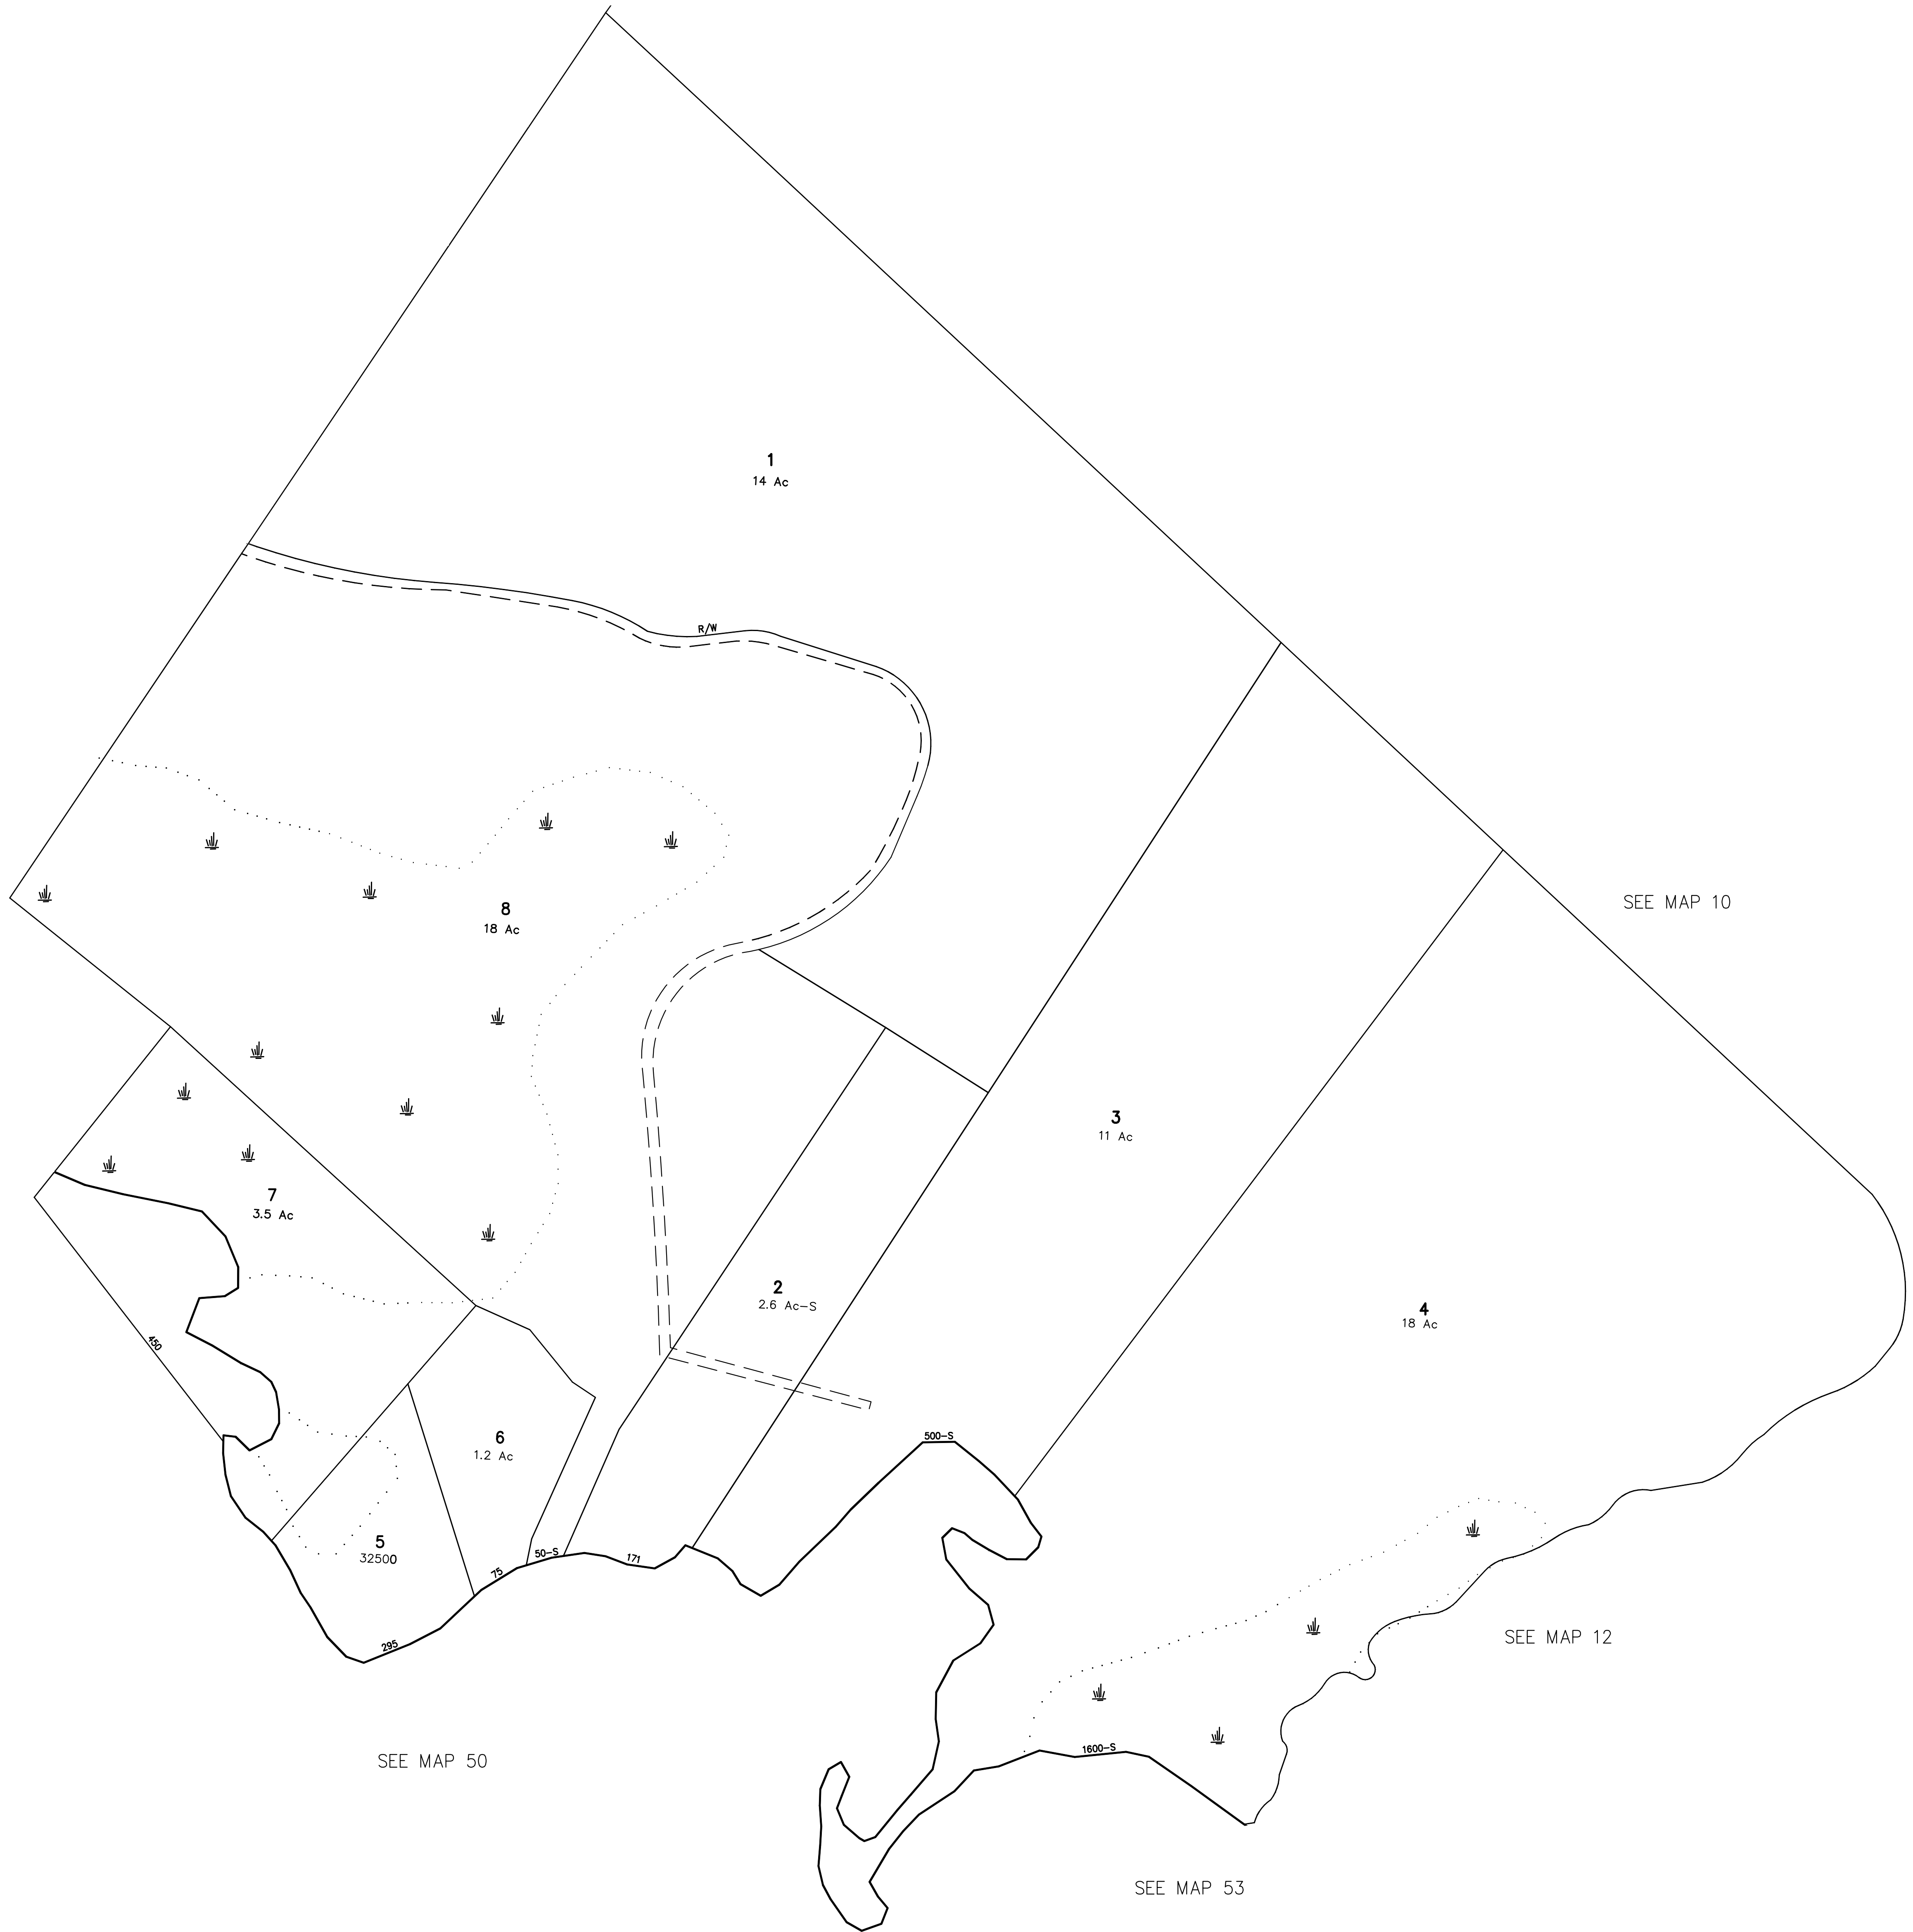 1
14 Ac
R/W
8
18 Ac
SEE MAP 10
3
11 Ac
7
3.5 Ac
2
2.6 Ac-S
4
18 Ac
450
6
1.2 Ac
500-S
5
32500
50-S
171
75
295
SEE MAP 12
1600-S
SEE MAP 50
SEE MAP 53